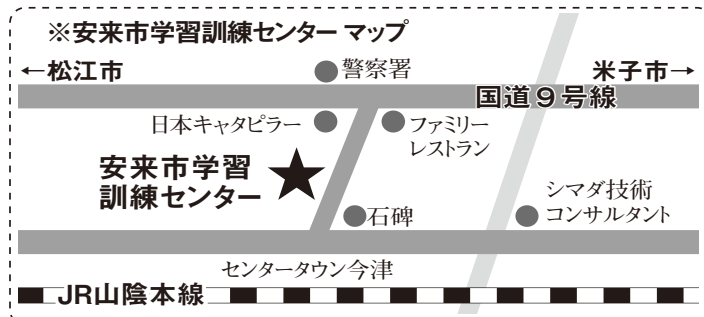 ※安来市学習訓練センター マップ
←松江市
警察署
米子市→
国道９号線
日本キャタピラー
ファミリー
レストラン
安来市学習
訓練センター
シマダ技術
コンサルタント
石碑
センタータウン今津
JR山陰本線